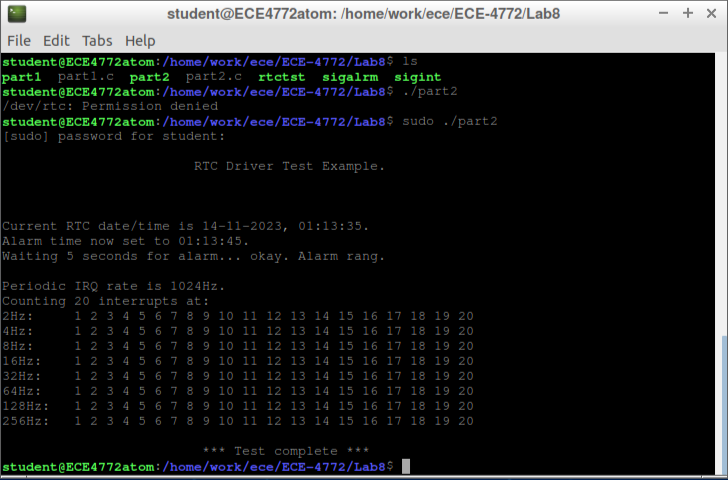 student@ECE4772atom: /home/work/ece/ECE-4772/Lab8
File Edit Tabs Help
student@ECE4772atom:/home/work/ece/ECE-4772/Lab8$ ls
part1 part1.c part2 part2.c rtctst sigalrm sigint
student@ECE4772atom:/home/work/ece/ECE-4772/Lab8$ ./part2
/dev/rtc: Permission denied
student@ECE4772atom:/home/work/ece/ECE-4772/Lab8$ sudo ./part2
[sudo] password for student:
RTC Driver Test Example.
Current RTC date/time is 14-11-2023, 01:13:35.
Alarm time now set to 01:13:45.
Waiting 5 seconds for alarm... okay. Alarm rang.
Periodic IRQ rate is 1024Hz.
Counting 20 interrupts at:
2Hz: 1 2 3 4 5 6 7 8 9 10 11 12 13 14 15 16 17 18 19 20
4Hz: 1 2 3 4 5 6 7 8 9 10 11 12 13 14 15 16 17 18 19 20
8Hz: 1 2 3 4 5 6 7 8 9 10 11 12 13 14 15 16 17 18 19 20
16Hz: 1 2 3 4 5 6 7 8 9 10 11 12 13 14 15 16 17 18 19 20
32Hz: 1 2 3 4 5 6 7 8 9 10 11 12 13 14 15 16 17 18 19 20
64Hz: 1 2 3 4 5 6 7 8 9 10 11 12 13 14 15 16 17 18 19 20
128Hz: 1 2 3 4 5 6 7 8 9 10 11 12 13 14 15 16 17 18 19 20
256Hz: 1 2 3 4 5 6 7 8 9 10 11 12 13 14 15 16 17 18 19 20
*** Test complete ***
student@ECE4772atom:/home/work/ece/ECE-4772/Lab8$